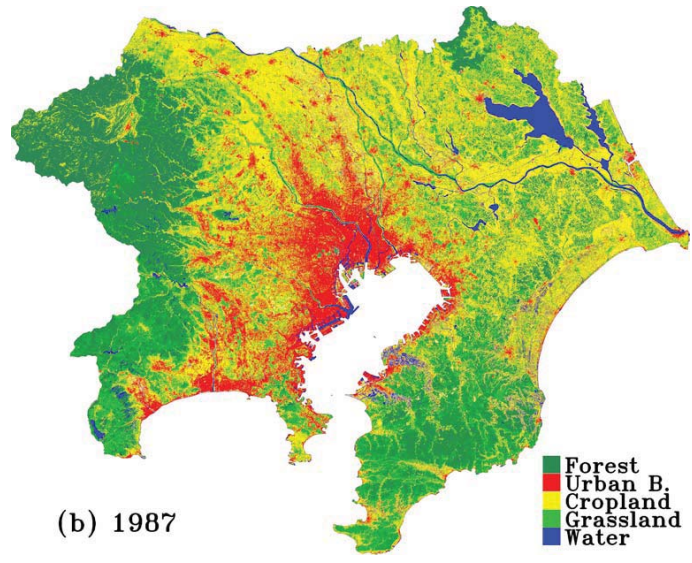 Forest
Urban B.
Cropland
Grassland
Water
(b) 1987